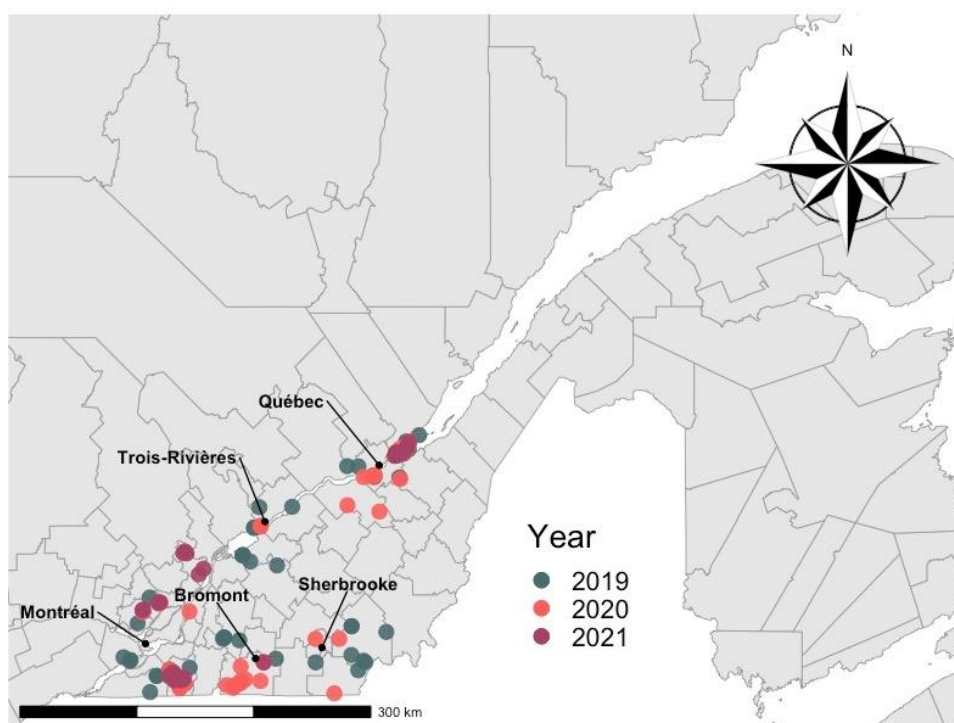 N
Québec
Trois-Rivières
Year
2019
Sherbrooke
2020
Bromont
Montréal
2021
300 km